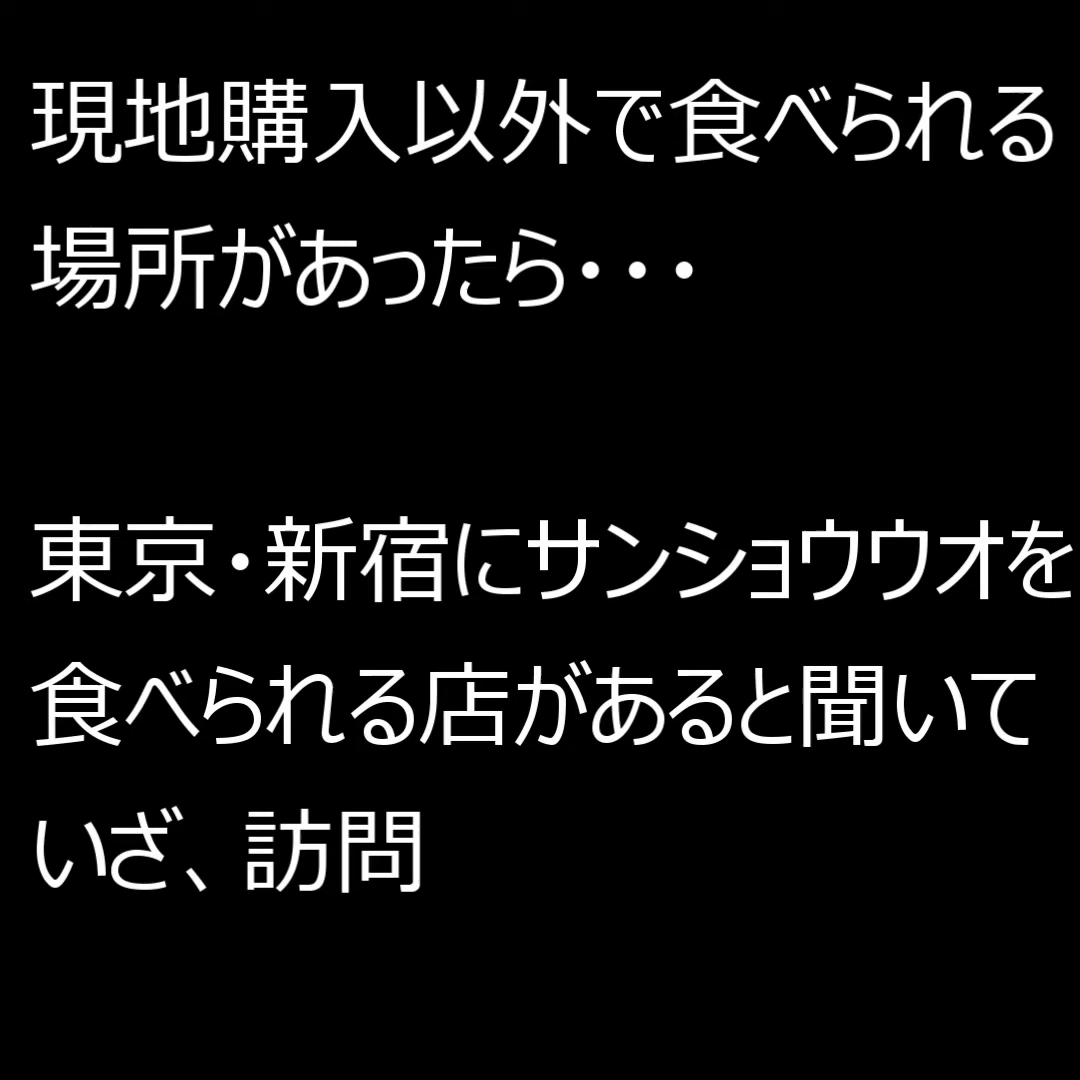 現地購入以外で食べられる
場所があったら・・・
東京・新宿にサンショウウオを
食べられる店があると聞いて
いざ、訪問